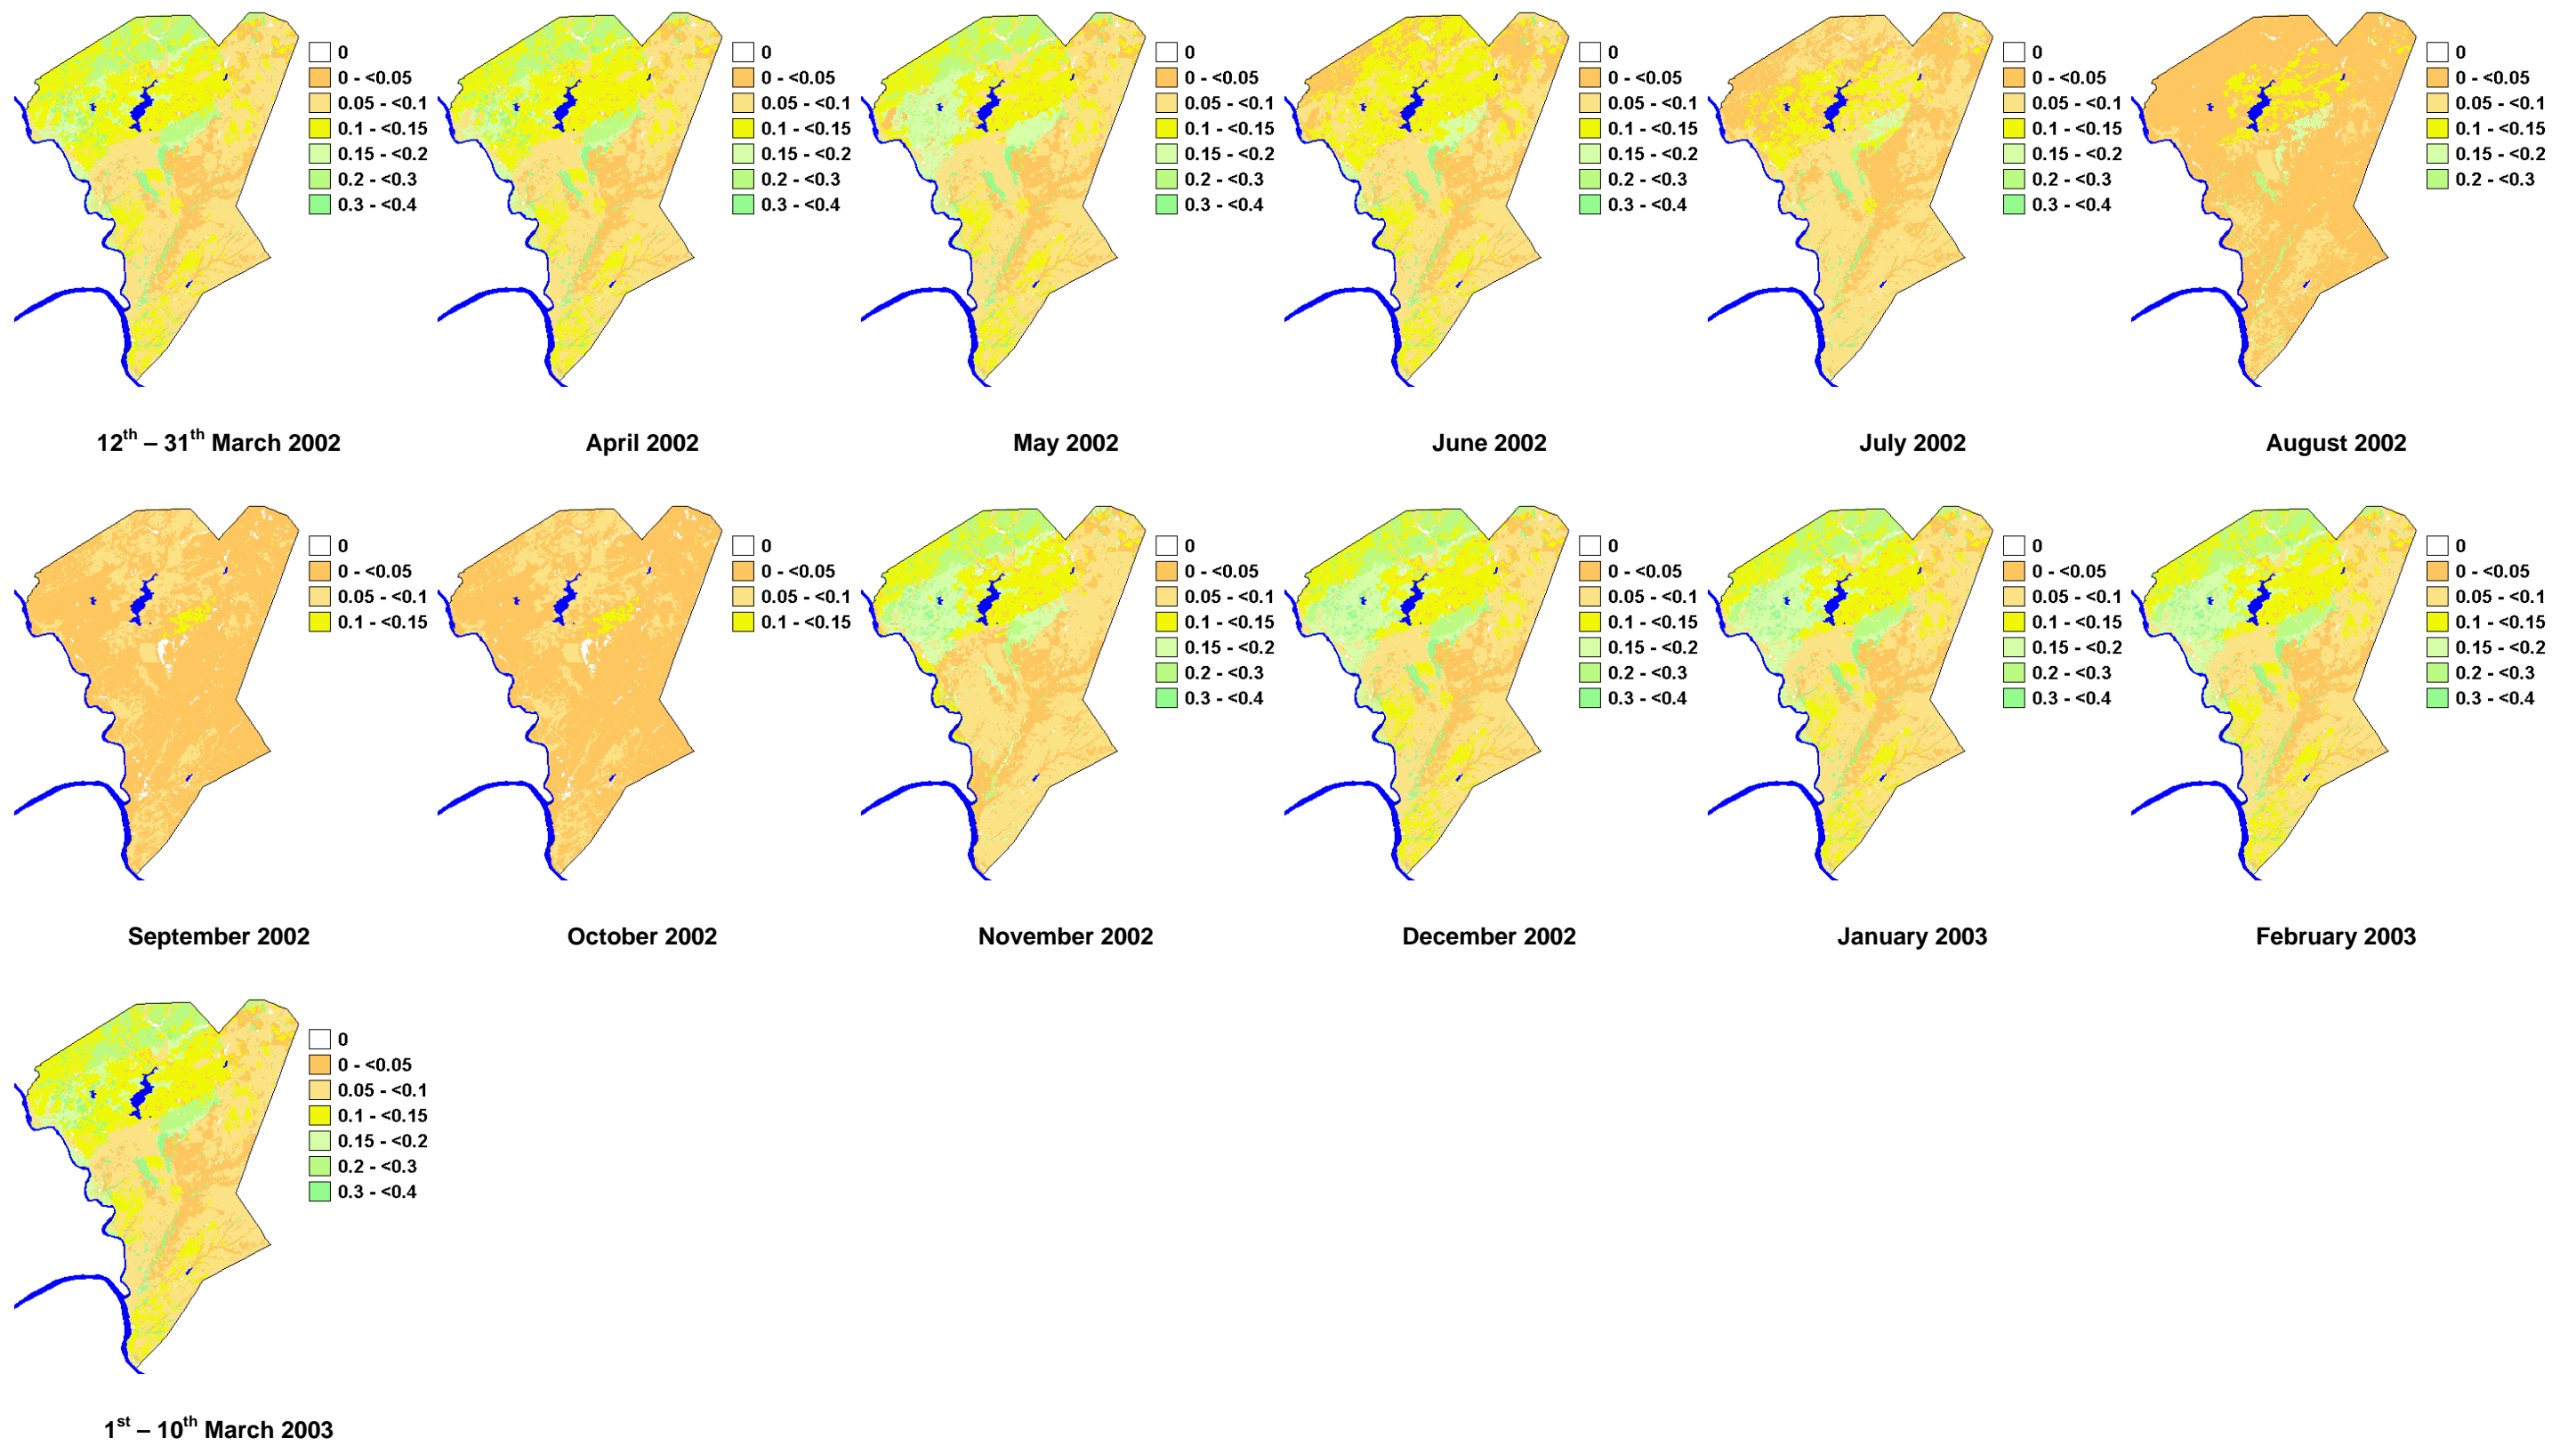 0
0 - <0.05
0.05 - <0.1
0.1 - <0.15
0.15 - <0.2
0.2 - <0.3
0.3 - <0.4
12th – 31th March 2002
0
0 - <0.05
0.05 - <0.1
0.1 - <0.15
0.15 - <0.2
0.2 - <0.3
0.3 - <0.4
April 2002
0
0 - <0.05
0.05 - <0.1
0.1 - <0.15
0.15 - <0.2
0.2 - <0.3
0.3 - <0.4
May 2002
0
0 - <0.05
0.05 - <0.1
0.1 - <0.15
0.15 - <0.2
0.2 - <0.3
0.3 - <0.4
June 2002
0
0 - <0.05
0.05 - <0.1
0.1 - <0.15
0.15 - <0.2
0.2 - <0.3
0.3 - <0.4
July 2002
0
0 - <0.05
0.05 - <0.1
0.1 - <0.15
0.15 - <0.2
0.2 - <0.3
August 2002
0
0 - <0.05
0.05 - <0.1
0.1 - <0.15
September 2002
0
0 - <0.05
0.05 - <0.1
0.1 - <0.15
October 2002
0
0 - <0.05
0.05 - <0.1
0.1 - <0.15
0.15 - <0.2
0.2 - <0.3
0.3 - <0.4
November 2002
0
0 - <0.05
0.05 - <0.1
0.1 - <0.15
0.15 - <0.2
0.2 - <0.3
0.3 - <0.4
December 2002
0
0 - <0.05
0.05 - <0.1
0.1 - <0.15
0.15 - <0.2
0.2 - <0.3
0.3 - <0.4
January 2003
0
0 - <0.05
0.05 - <0.1
0.1 - <0.15
0.15 - <0.2
0.2 - <0.3
0.3 - <0.4
February 2003
0
0 - <0.05
0.05 - <0.1
0.1 - <0.15
0.15 - <0.2
0.2 - <0.3
0.3 - <0.4
1st – 10th March 2003